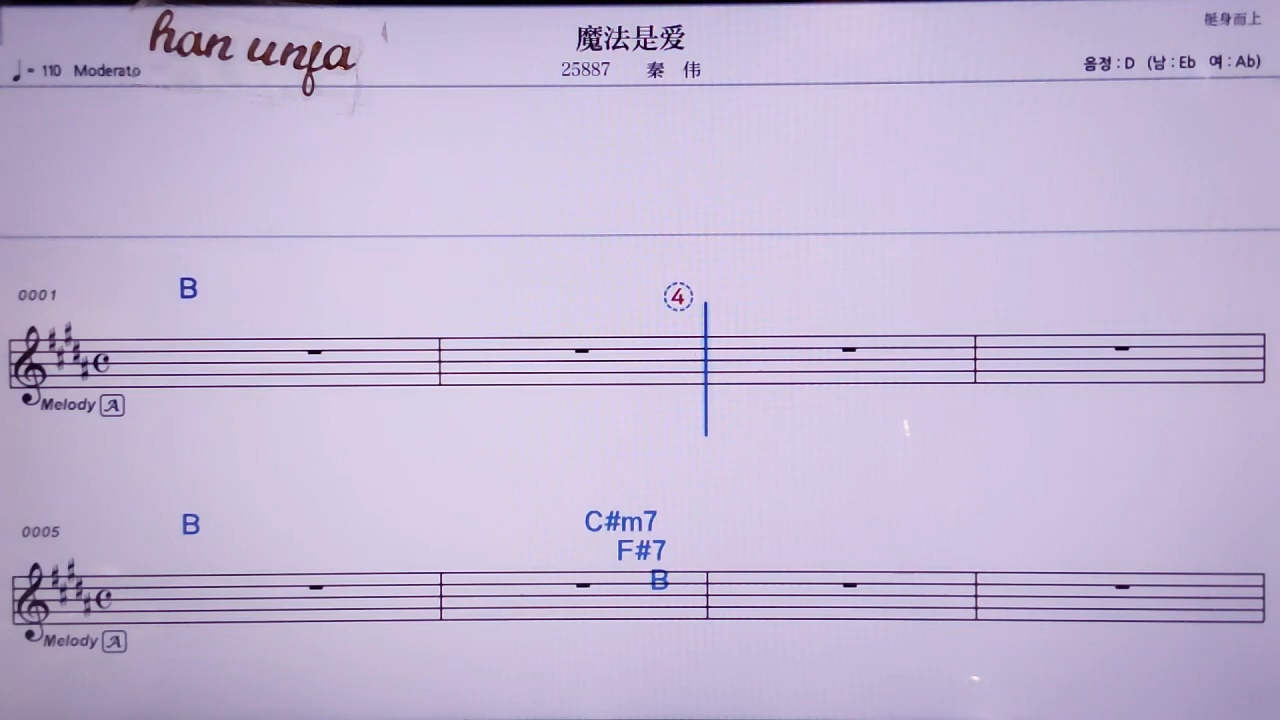 han unfa
魔法是爱
挺身而上
♩= 110 Moderato
25887 秦 伟
음정 : D (남 : Eb 여 : Ab)
0001
B
4
Melody A
0005
B
C#m7
F#7
B
Melody A